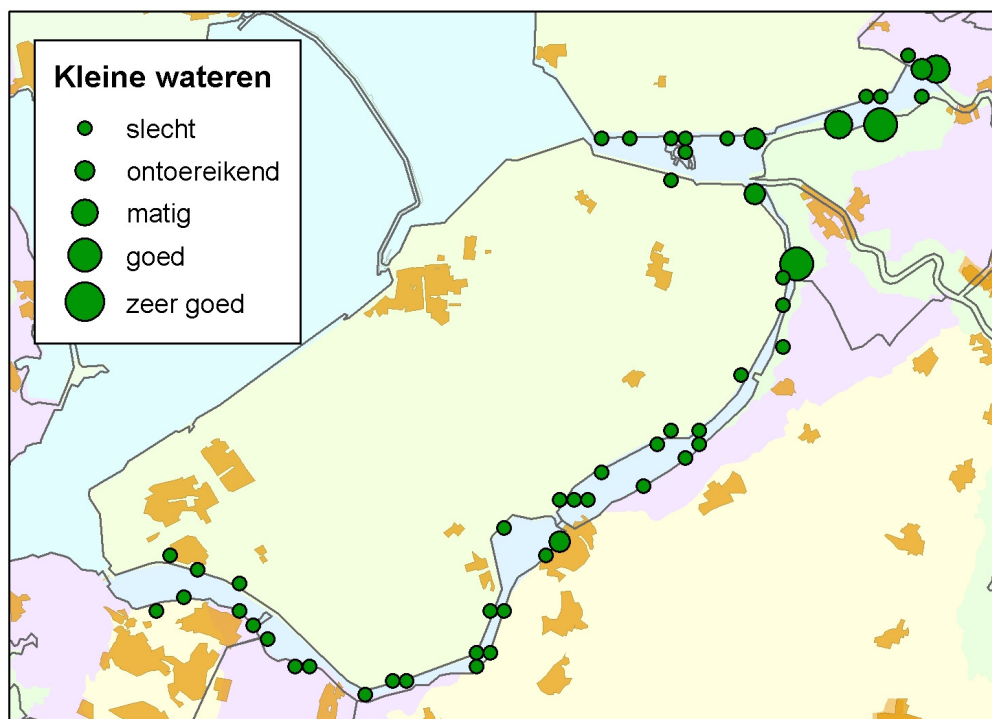 Kleine wateren
slecht
ontoereikend
matig
goed
zeer goed